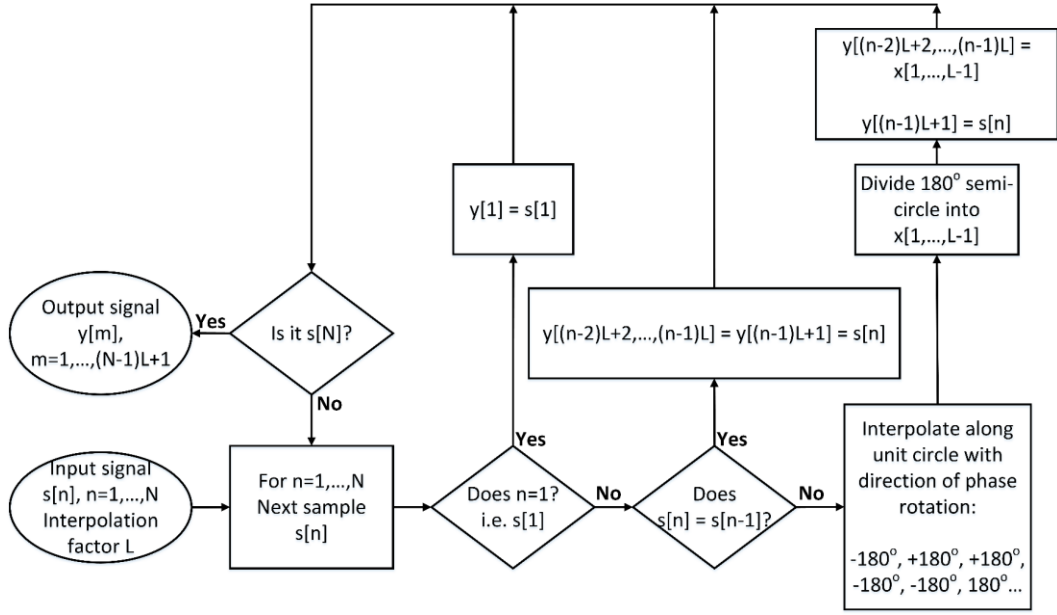 y[(n-2)L+2,...,(n-1)L] =
x[1,...,L-1]
y[(n-1)L+1] = s[n]
y[1] = s[1]
Divide 180° semi-
circle into
x[1,...,L-1]
Output signal
y[m],
m=1,...,(N-1)L+1
Yes
Is it s[N]?
y[(n-2)L+2,...,(n-1)L] = y[(n-1)L+1] = s[n]
No
Yes
Yes
Input signal
s[n], n=1,...,N
Interpolation
factor L
For n=1,...,N
Next sample
s[n]
Does n=1?
i.e. s[1]
No
Does
s[n] = s[n-1]?
No
Interpolate along
unit circle with
direction of phase
rotation:
-180°, +180°, +180°,
-180°, -180°, 180°...